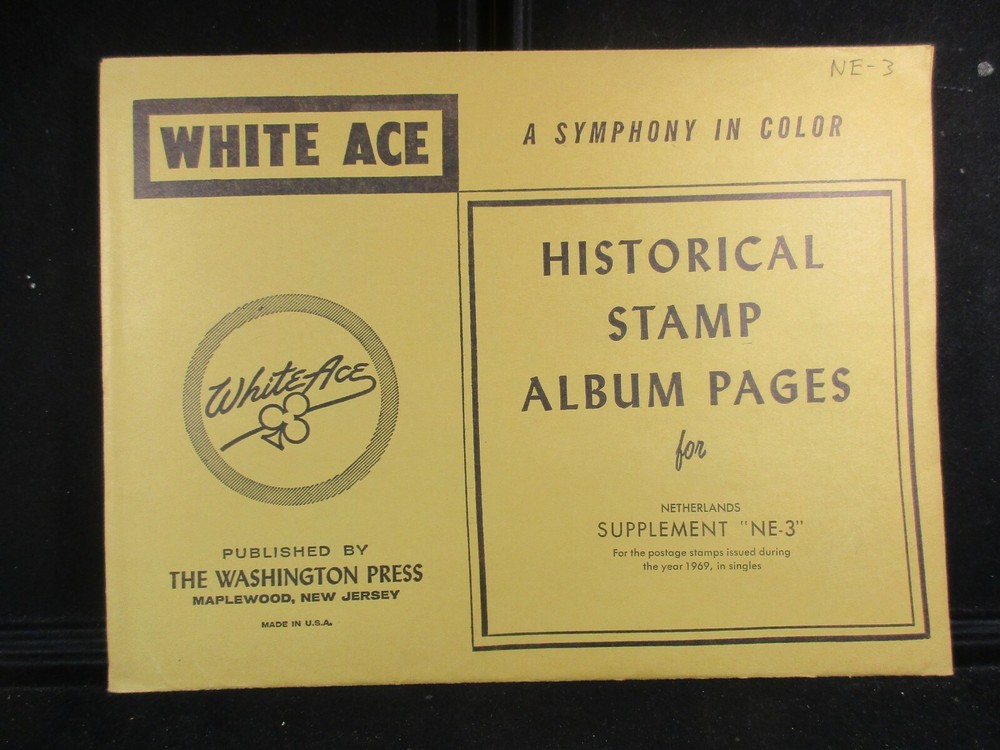 NE-3
WHITE ACE
A SYMPHONY IN COLOR
White Ace
PUBLISHED BY
THE WASHINGTON PRESS
MAPLEWOOD, NEW JERSEY
MADE IN U.S.A.
HISTORICAL
STAMP
ALBUM PAGES
for
NETHERLANDS
SUPPLEMENT "NE-3"
For the postage stamps issued during
the year 1969, in singles